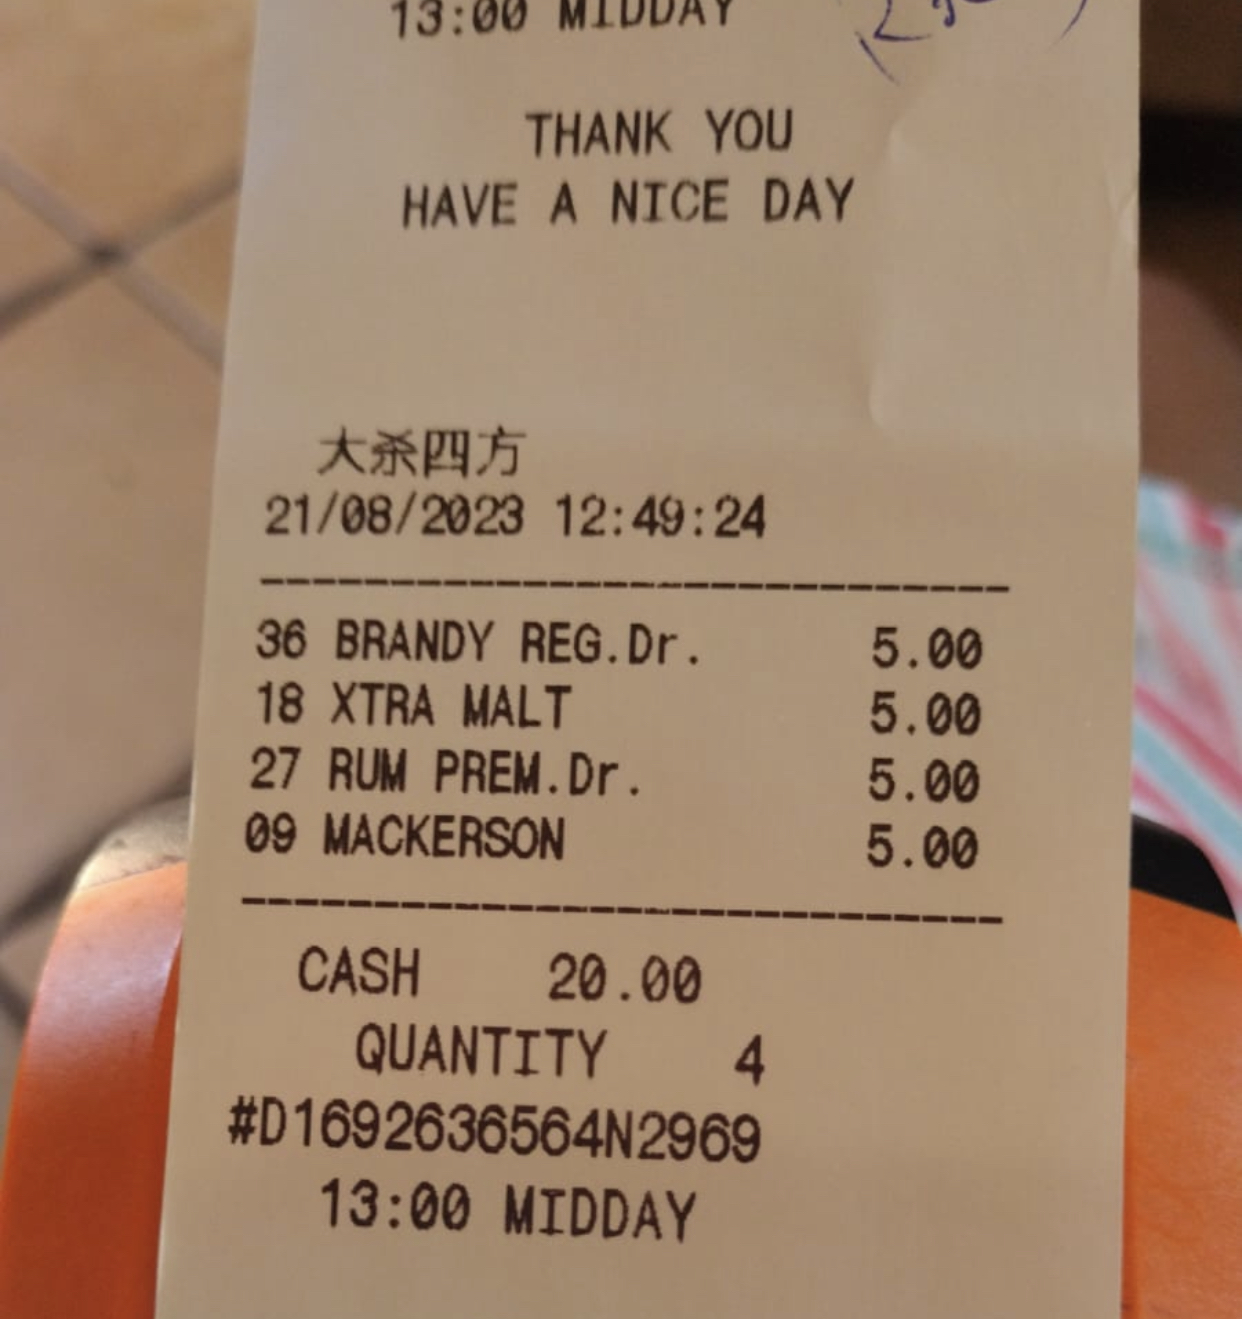 13:00 MIDDAY
THANK YOU
HAVE A NICE DAY
大杀四方
21/08/2023 12:49:24
------------------------------
36 BRANDY REG.Dr. 5.00
18 XTRA MALT 5.00
27 RUM PREM.Dr. 5.00
09 MACKERSON 5.00
------------------------------
CASH 20.00
QUANTITY 4
#D1692636564N2969
13:00 MIDDAY